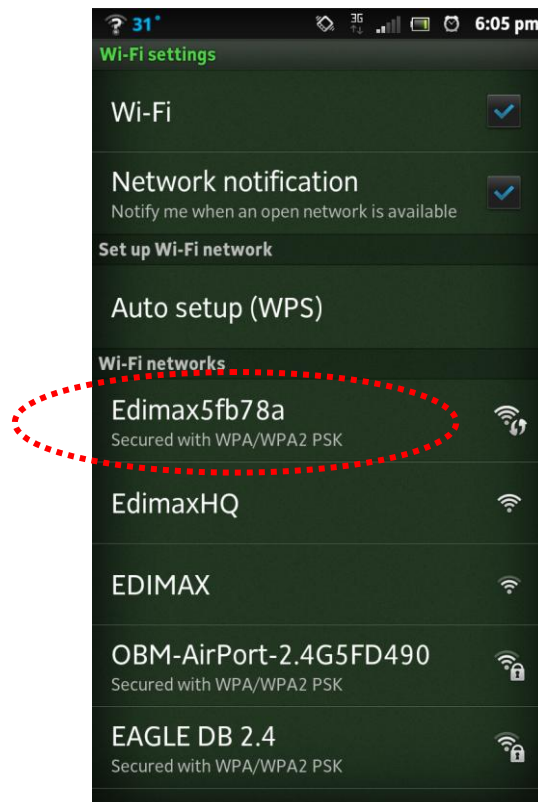 31°
3G
6:05 pm
Wi-Fi settings
Wi-Fi
Network notification
Notify me when an open network is available
Set up Wi-Fi network
Auto setup (WPS)
Wi-Fi networks
Edimax5fb78a
Secured with WPA/WPA2 PSK
EdimaxHQ
EDIMAX
OBM-AirPort-2.4G5FD490
Secured with WPA/WPA2 PSK
EAGLE DB 2.4
Secured with WPA/WPA2 PSK